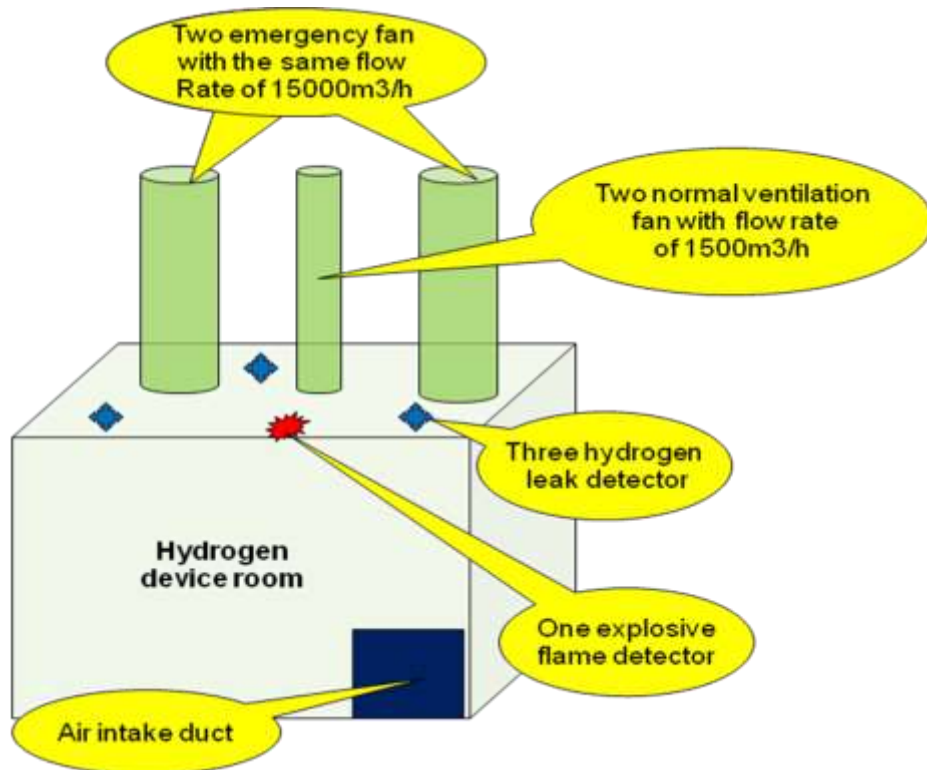 Two emergency fan
with the same flow
Rate of 15000m3/h
Two normal ventilation
fan with flow rate
of 1500m3/h
Three hydrogen
leak detector
Hydrogen
device room
One explosive
flame detector
Air intake duct